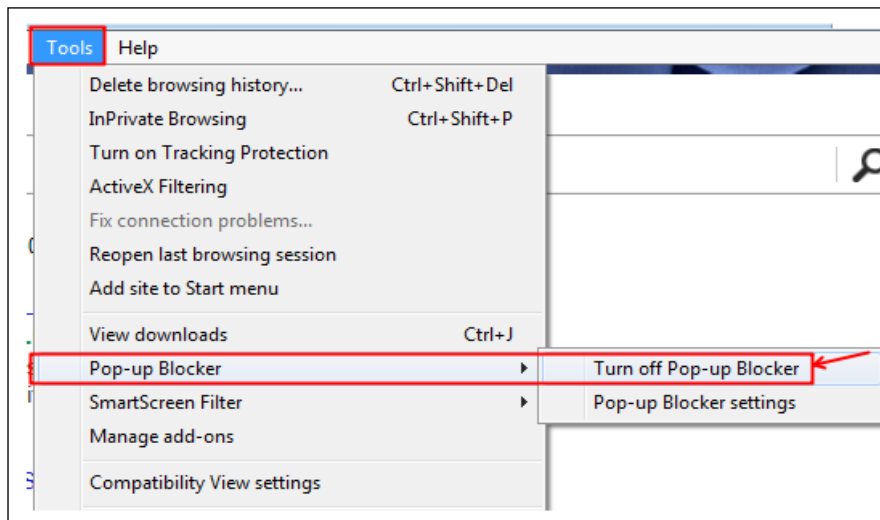 Tools Help
Delete browsing history... Ctrl+Shift+Del
InPrivate Browsing Ctrl+Shift+P
Turn on Tracking Protection
ActiveX Filtering
Fix connection problems...
Reopen last browsing session
Add site to Start menu
View downloads Ctrl+J
Pop-up Blocker Turn off Pop-up Blocker
SmartScreen Filter Pop-up Blocker settings
Manage add-ons
Compatibility View settings